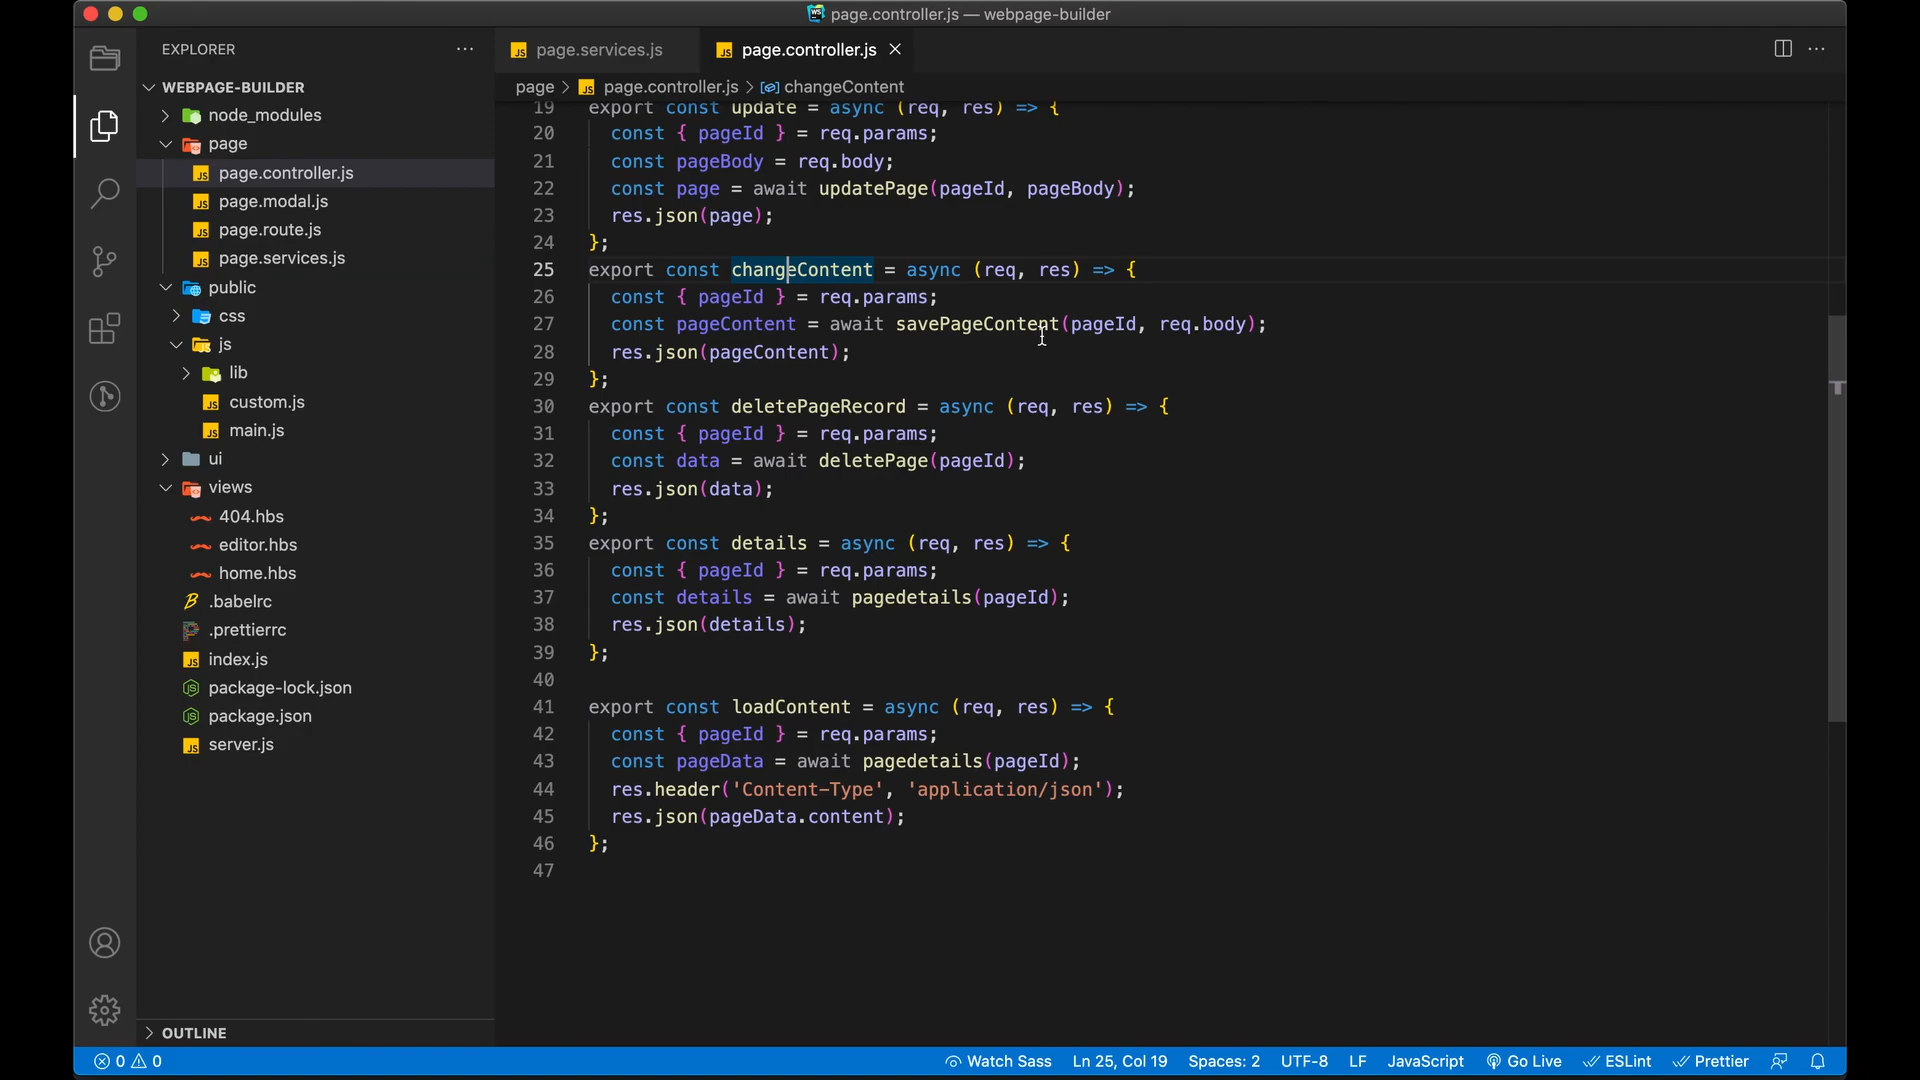 page.controller.js — webpage-builder
EXPLORER
WEBPAGE-BUILDER
node_modules
page
page.controller.js
page.modal.js
page.route.js
page.services.js
public
css
js
lib
custom.js
main.js
ui
views
404.hbs
editor.hbs
home.hbs
.babelrc
.prettierrc
index.js
package-lock.json
package.json
server.js
OUTLINE
page.services.js
page.controller.js
page > page.controller.js > changeContent
19 export const update = async (req, res) => {
20 const { pageId } = req.params;
21 const pageBody = req.body;
22 const page = await updatePage(pageId, pageBody);
23 res.json(page);
24 };
25 export const changeContent = async (req, res) => {
26 const { pageId } = req.params;
27 const pageContent = await savePageContent(pageId, req.body);
28 res.json(pageContent);
29 };
30 export const deletePageRecord = async (req, res) => {
31 const { pageId } = req.params;
32 const data = await deletePage(pageId);
33 res.json(data);
34 };
35 export const details = async (req, res) => {
36 const { pageId } = req.params;
37 const details = await pagedetails(pageId);
38 res.json(details);
39 };
40
41 export const loadContent = async (req, res) => {
42 const { pageId } = req.params;
43 const pageData = await pagedetails(pageId);
44 res.header('Content-Type', 'application/json');
45 res.json(pageData.content);
46 };
47
0 0 Watch Sass Ln 25, Col 19 Spaces: 2 UTF-8 LF JavaScript Go Live ESLint Prettier